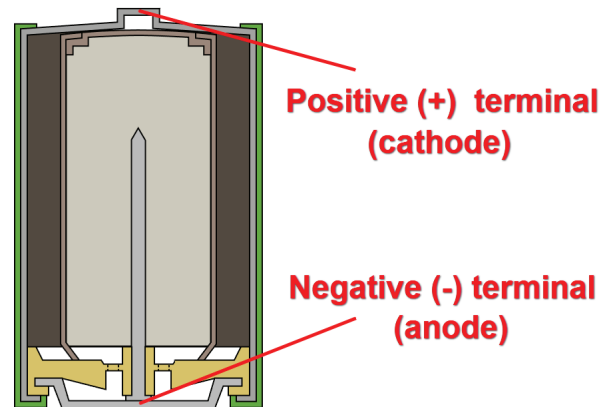 Positive (+) terminal
(cathode)
Negative (-) terminal
(anode)